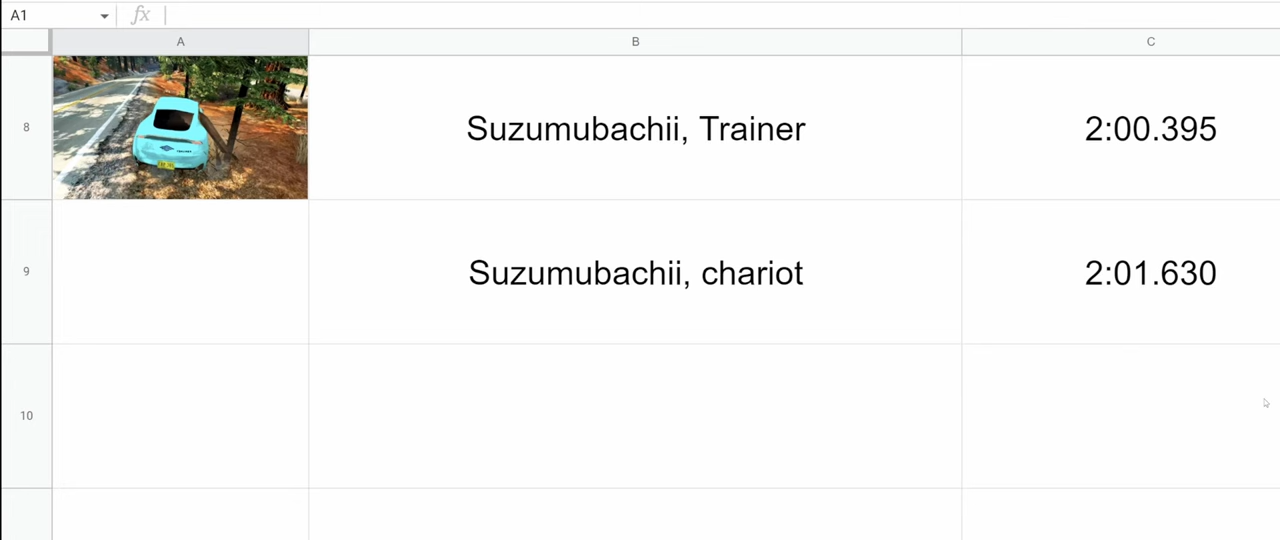 A1
fx
A B C
8 Suzumubachii, Trainer 2:00.395
9 Suzumubachii, chariot 2:01.630
10